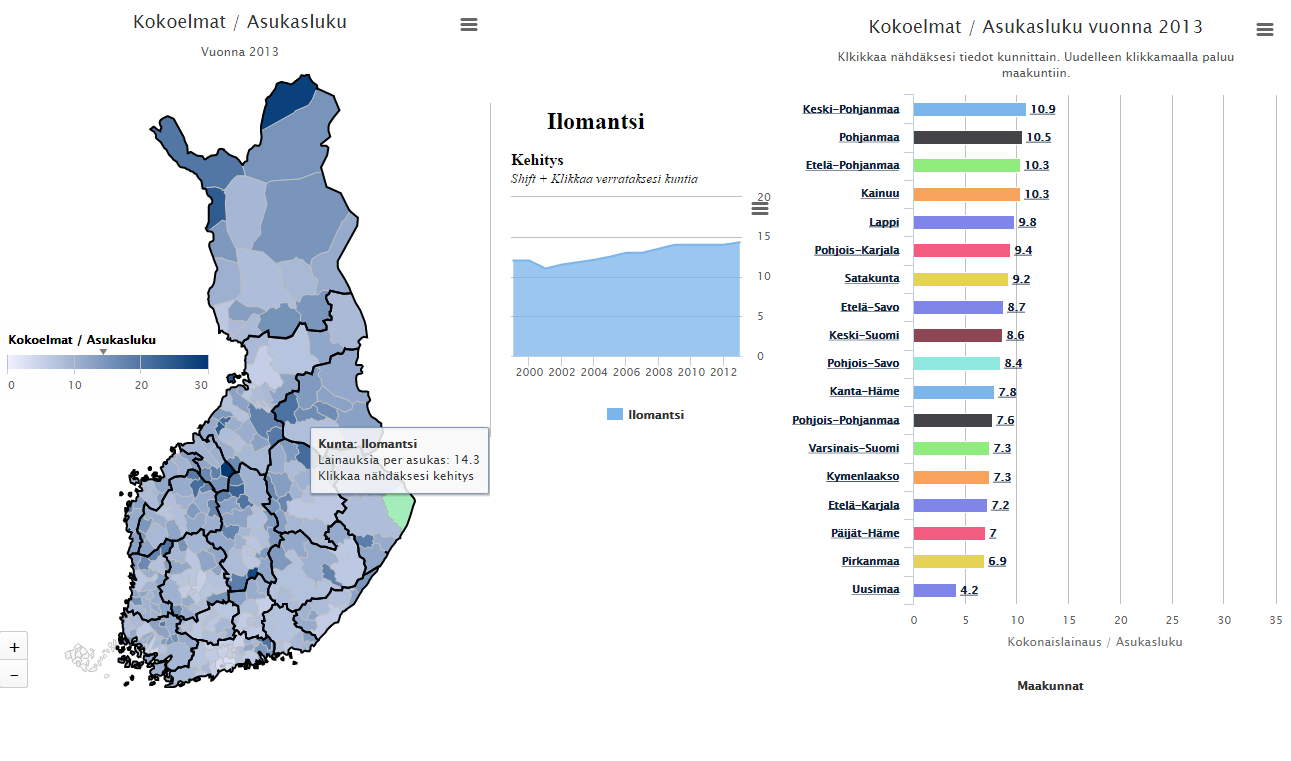 Kokoelmat / Asukasluku
Vuonna 2013
Kokoelmat / Asukasluku
0 10 20 30
Kunta: Ilomantsi
Lainauksia per asukas: 14.3
Klikkaa nähdäksesi kehitys
+
−
Ilomantsi
Kehitys
Shift + Klikkaa verrataksesi kuntia
20
15
10
5
0
2000 2002 2004 2006 2008 2010 2012
Ilomantsi
Kokoelmat / Asukasluku vuonna 2013
Klkikkaa nähdäksesi tiedot kunnittain. Uudelleen klikkamaalla paluu
maakuntiin.
Keski-Pohjanmaa 10.9
Pohjanmaa 10.5
Etelä-Pohjanmaa 10.3
Kainuu 10.3
Lappi 9.8
Pohjois-Karjala 9.4
Satakunta 9.2
Etelä-Savo 8.7
Keski-Suomi 8.6
Pohjois-Savo 8.4
Kanta-Häme 7.8
Pohjois-Pohjanmaa 7.6
Varsinais-Suomi 7.3
Kymenlaakso 7.3
Etelä-Karjala 7.2
Päijät-Häme 7
Pirkanmaa 6.9
Uusimaa 4.2
0 5 10 15 20 25 30 35
Kokonaislainaus / Asukasluku
Maakunnat